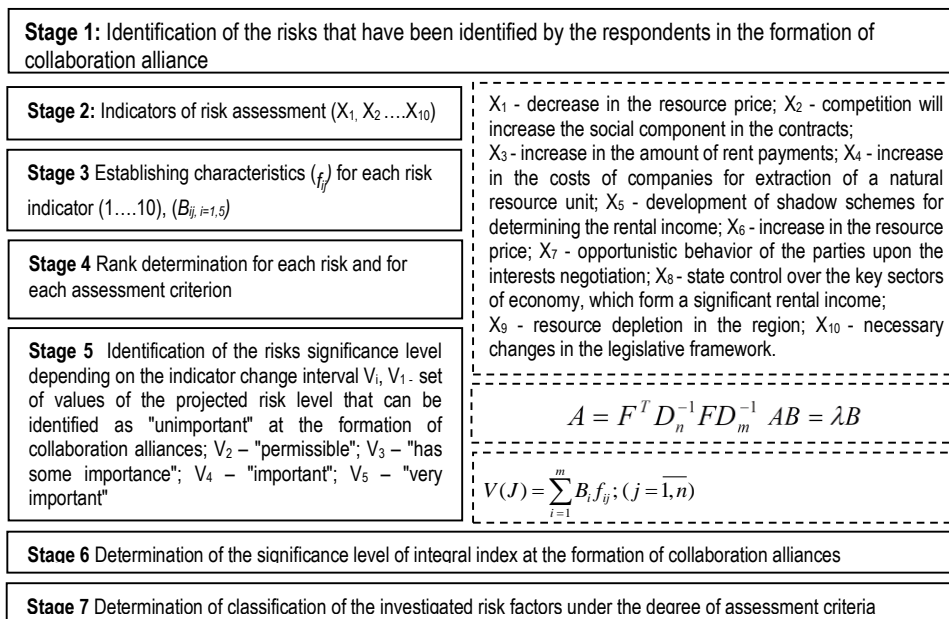 Stage 1: Identification of the risks that have been identified by the respondents in the formation of
collaboration alliance
Stage 2: Indicators of risk assessment (X₁, X₂ ....X₁₀)
Stage 3 Establishing characteristics (f_ij) for each risk
indicator (1....10), (B_ij, i=1,5)
Stage 4 Rank determination for each risk and for
each assessment criterion
Stage 5 Identification of the risks significance level
depending on the indicator change interval Vᵢ, V₁ - set
of values of the projected risk level that can be
identified as "unimportant" at the formation of
collaboration alliances; V₂ – "permissible"; V₃ – "has
some importance"; V₄ – "important"; V₅ – "very
important"
X₁ - decrease in the resource price; X₂ - competition will
increase the social component in the contracts;
X₃ - increase in the amount of rent payments; X₄ - increase
in the costs of companies for extraction of a natural
resource unit; X₅ - development of shadow schemes for
determining the rental income; X₆ - increase in the resource
price; X₇ - opportunistic behavior of the parties upon the
interests negotiation; X₈ - state control over the key sectors
of economy, which form a significant rental income;
X₉ - resource depletion in the region; X₁₀ - necessary
changes in the legislative framework.
A = F^T D_n^{-1} F D_m^{-1} AB = λB
V(J) = ∑_{i=1}^{m} B_i f_ij; (j = \overline{1,n})
Stage 6 Determination of the significance level of integral index at the formation of collaboration alliances
Stage 7 Determination of classification of the investigated risk factors under the degree of assessment criteria